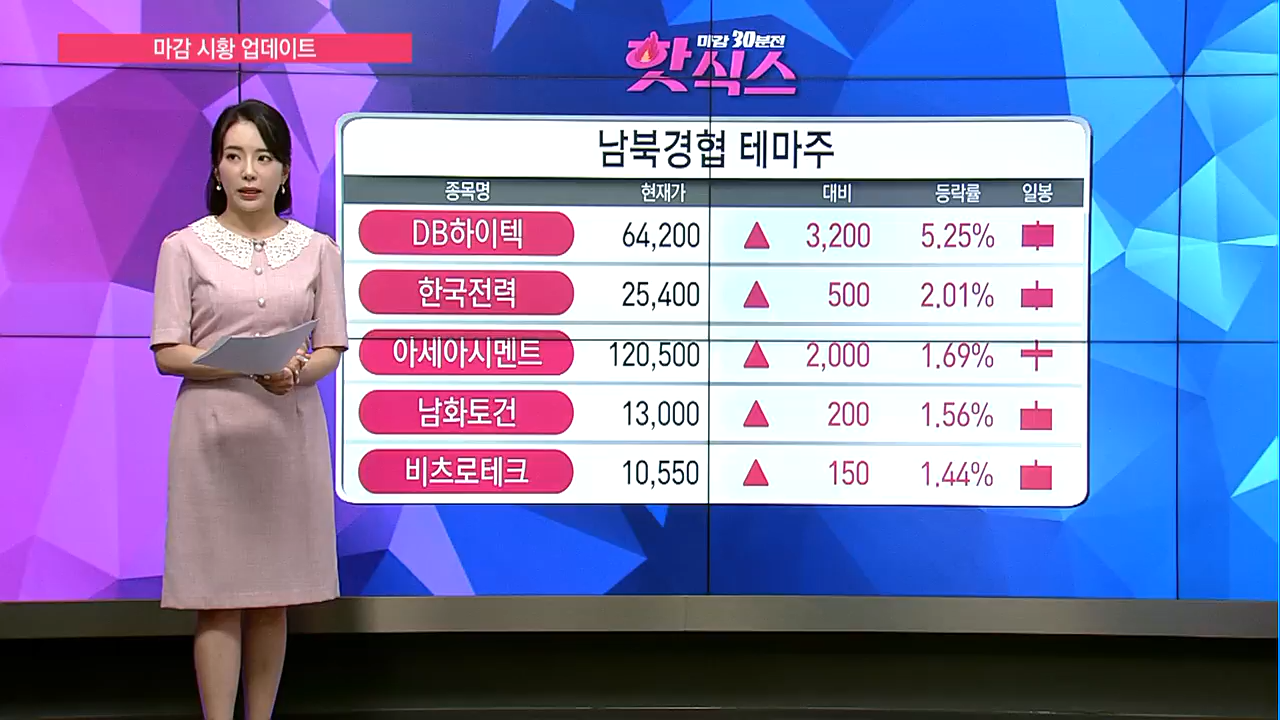 마감 시황 업데이트
마감 30분전
핫식스
남북경협 테마주
종목명 현재가 대비 등락률 일봉
DB하이텍 64,200 ▲ 3,200 5.25%
한국전력 25,400 ▲ 500 2.01%
아세아시멘트 120,500 ▲ 2,000 1.69%
남화토건 13,000 ▲ 200 1.56%
비츠로테크 10,550 ▲ 150 1.44%